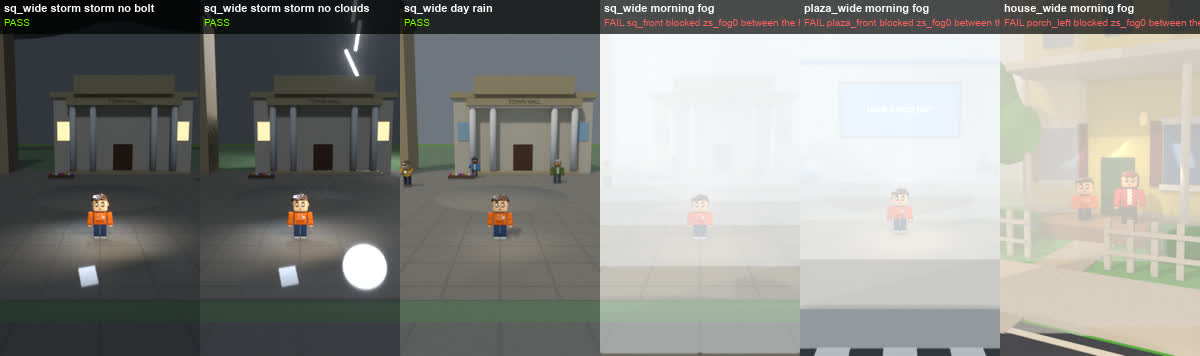 sq_wide storm storm no bolt
PASS
sq_wide storm storm no clouds
PASS
sq_wide day rain
PASS
sq_wide morning fog
FAIL sq_front blocked zs_fog0 between the
plaza_wide morning fog
FAIL plaza_front blocked zs_fog0 between th
house_wide morning fog
FAIL porch_left blocked zs_fog0 between the
TOWN HALL
TOWN HALL
TOWN HALL